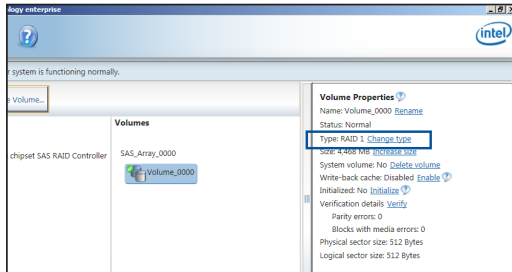 ology enterprise
?
intel
r system is functioning normally.
e Volume...
Volumes
chipset SAS RAID Controller
SAS_Array_0000
Volume_0000
Volume Properties ?
Name: Volume_0000 Rename
Status: Normal
Type: RAID 1 Change type
Size: 4,468 MB Increase size
System volume: No Delete volume
Write-back cache: Disabled Enable ?
Initialized: No Initialize ?
Verification details Verify
Parity errors: 0
Blocks with media errors: 0
Physical sector size: 512 Bytes
Logical sector size: 512 Bytes